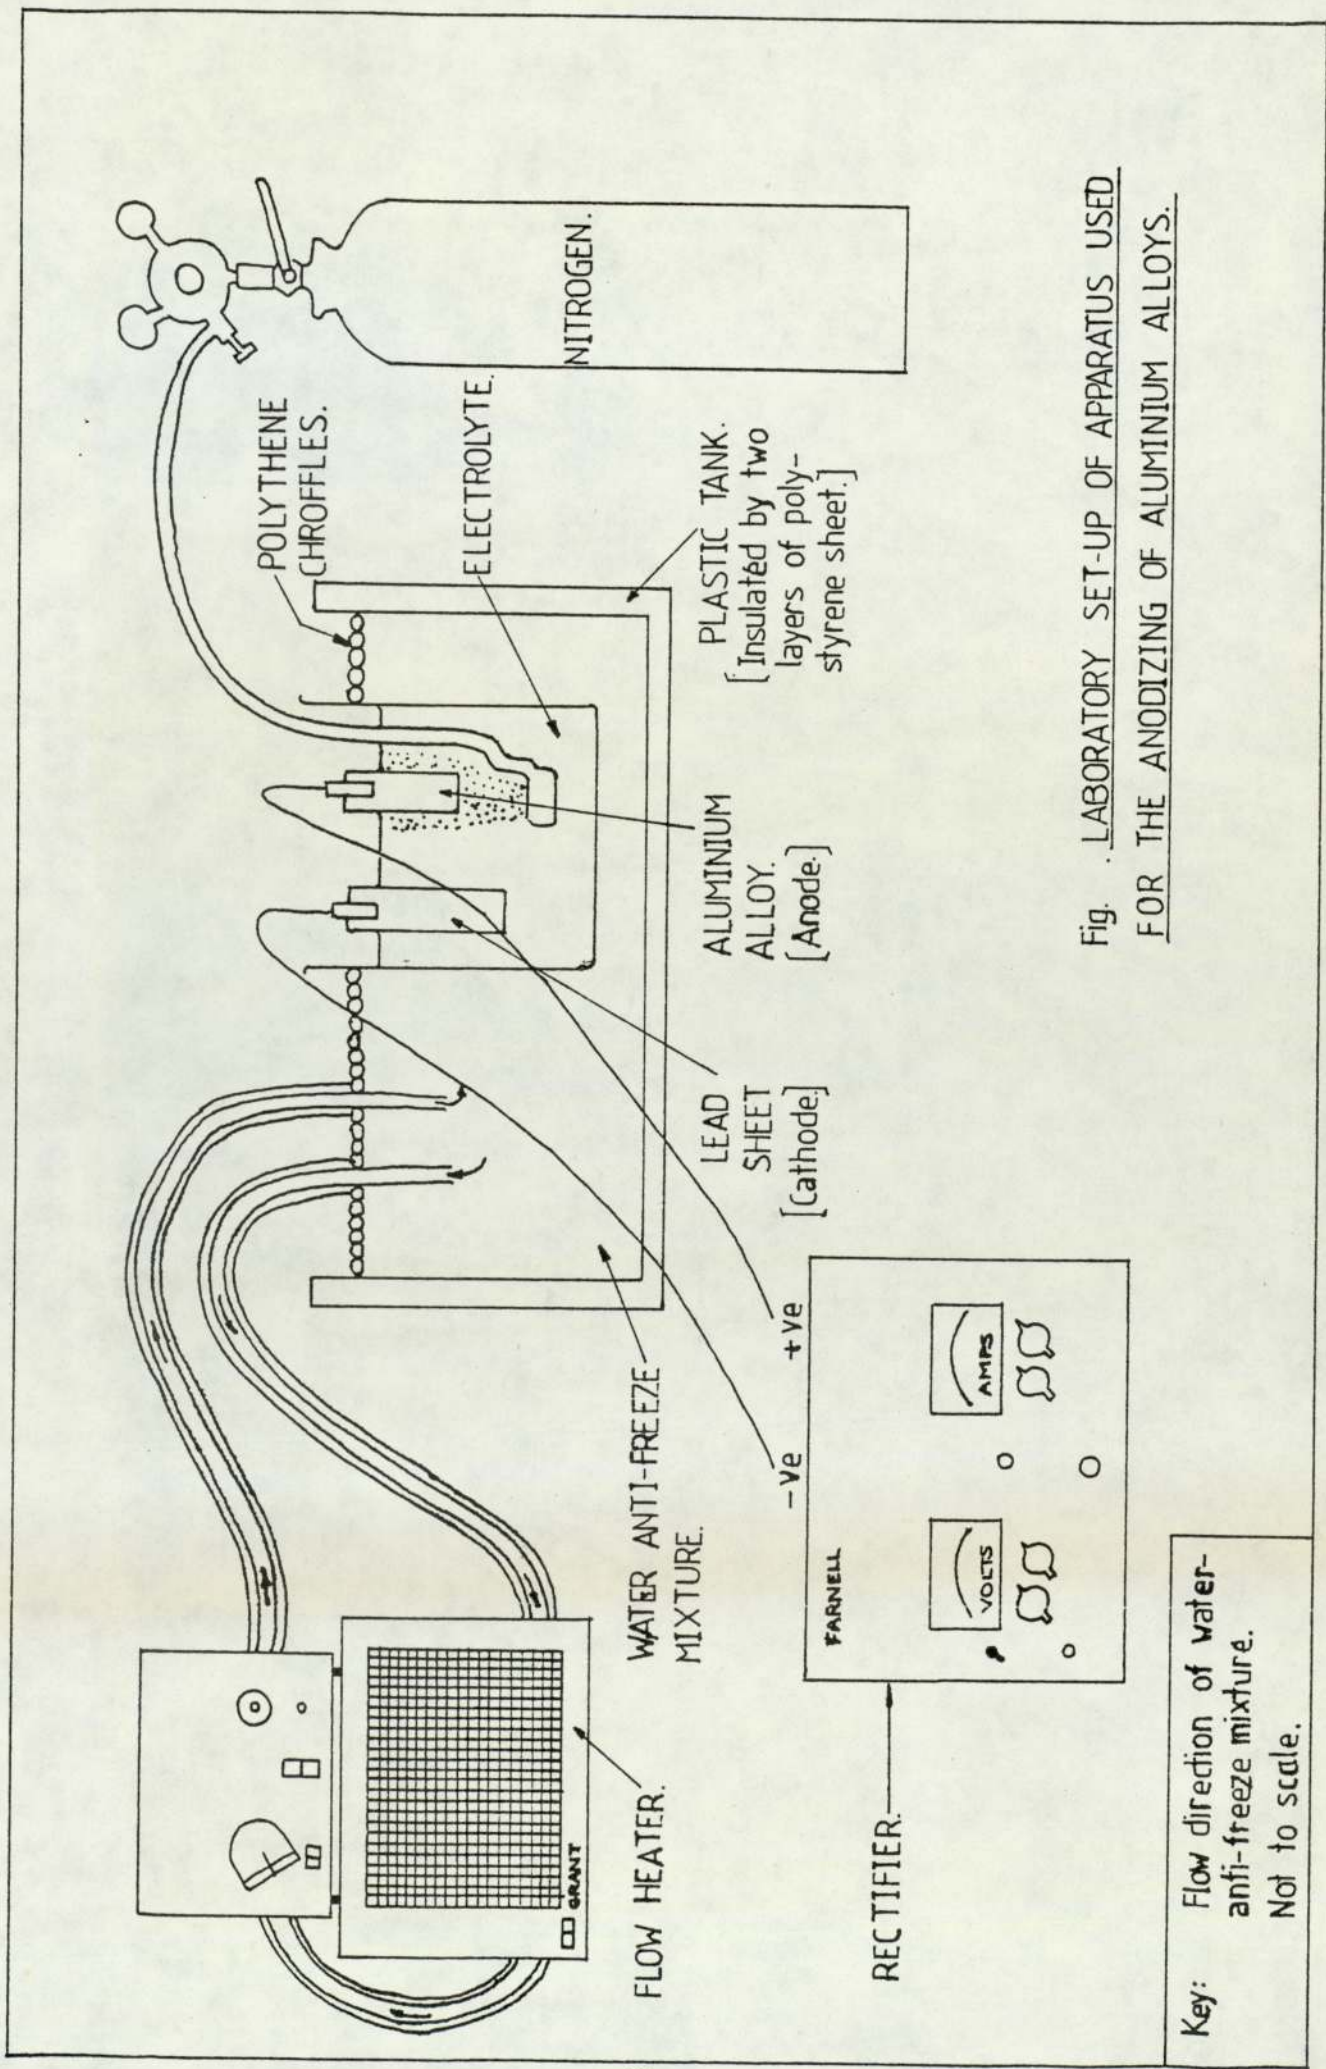 NITROGEN.
POLYTHENE
CHROFFLES.
ELECTROLYTE.
PLASTIC TANK.
[Insulated by two
layers of poly-
styrene sheet.]
ALUMINIUM
ALLOY.
[Anode.]
LEAD
SHEET
[Cathode.]
WATER ANTI-FREEZE
MIXTURE.
GRANT
FLOW HEATER.
-Ve +Ve
FARNELL
VOLTS
AMPS
RECTIFIER.
Fig. . LABORATORY SET-UP OF APPARATUS USED
FOR THE ANODIZING OF ALUMINIUM ALLOYS.
Key: Flow direction of water-
anti-freeze mixture.
Not to scale.